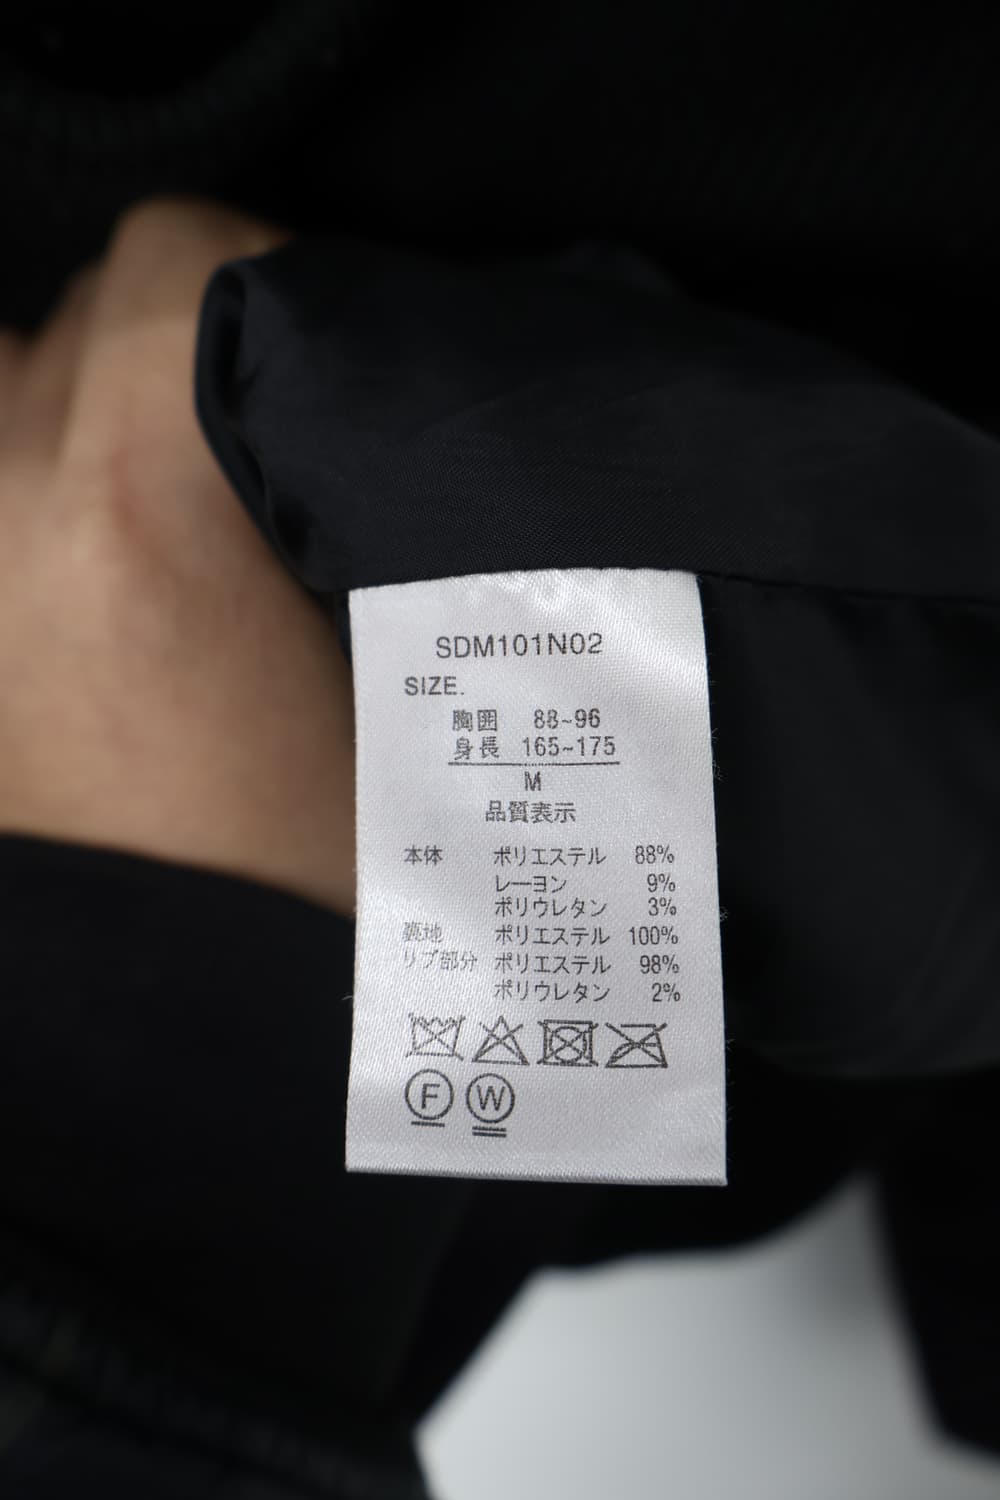 SDM101N02
SIZE.
胸囲 88~96
身長 165~175
M
品質表示
本体 ポリエステル 88%
レーヨン 9%
ポリウレタン 3%
裏地 ポリエステル 100%
リブ部分 ポリエステル 98%
ポリウレタン 2%
F W